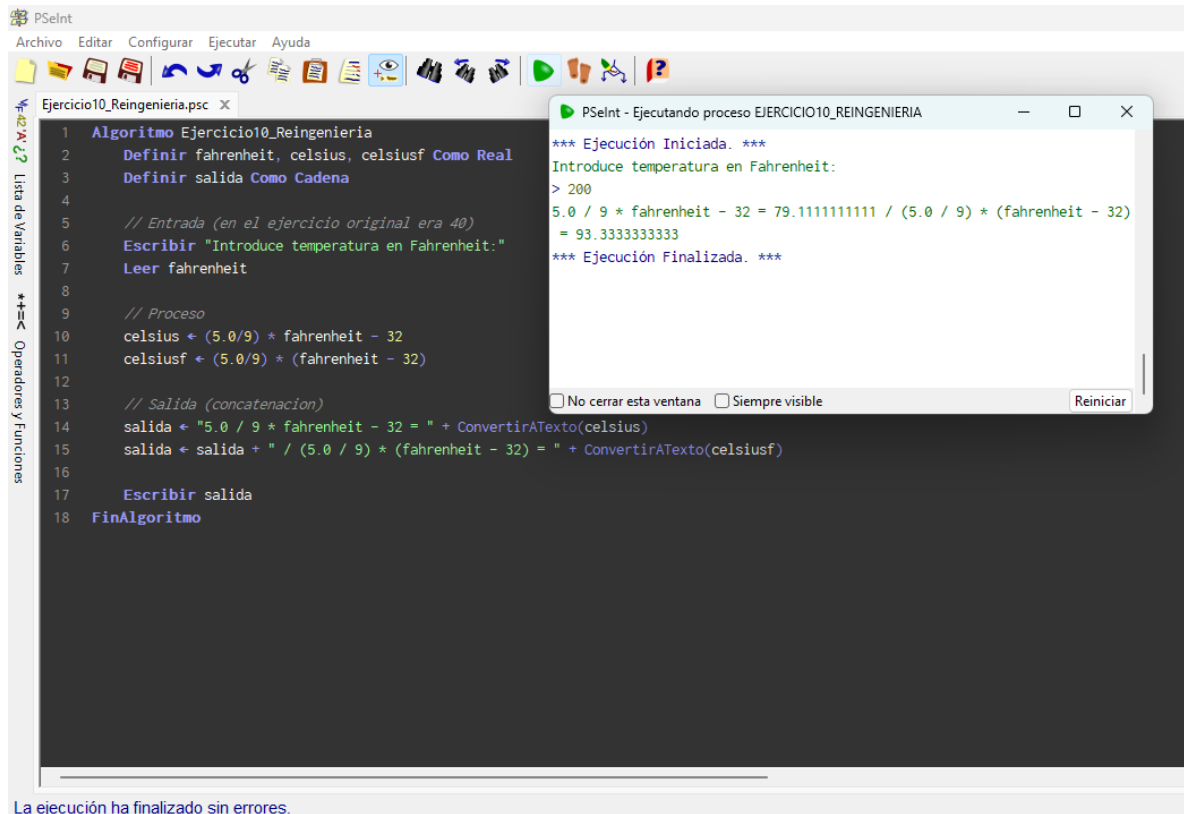 PSeInt
Archivo Editar Configurar Ejecutar Ayuda
Ejercicio10_Reingenieria.psc X
*+=< Operadores y Funciones
42 'A' ¿? Lista de Variables
1 Algoritmo Ejercicio10_Reingenieria
2 Definir fahrenheit, celsius, celsiusf Como Real
3 Definir salida Como Cadena
4
5 // Entrada (en el ejercicio original era 40)
6 Escribir "Introduce temperatura en Fahrenheit:"
7 Leer fahrenheit
8
9 // Proceso
10 celsius ← (5.0/9) * fahrenheit - 32
11 celsiusf ← (5.0/9) * (fahrenheit - 32)
12
13 // Salida (concatenacion)
14 salida ← "5.0 / 9 * fahrenheit - 32 = " + ConvertirATexto(celsius)
15 salida ← salida + " / (5.0 / 9) * (fahrenheit - 32) = " + ConvertirATexto(celsiusf)
16
17 Escribir salida
18 FinAlgoritmo
PSeInt - Ejecutando proceso EJERCICIO10_REINGENIERIA
*** Ejecución Iniciada. ***
Introduce temperatura en Fahrenheit:
> 200
5.0 / 9 * fahrenheit - 32 = 79.1111111111 / (5.0 / 9) * (fahrenheit - 32)
= 93.3333333333
*** Ejecución Finalizada. ***
No cerrar esta ventana Siempre visible Reiniciar
La ejecución ha finalizado sin errores.